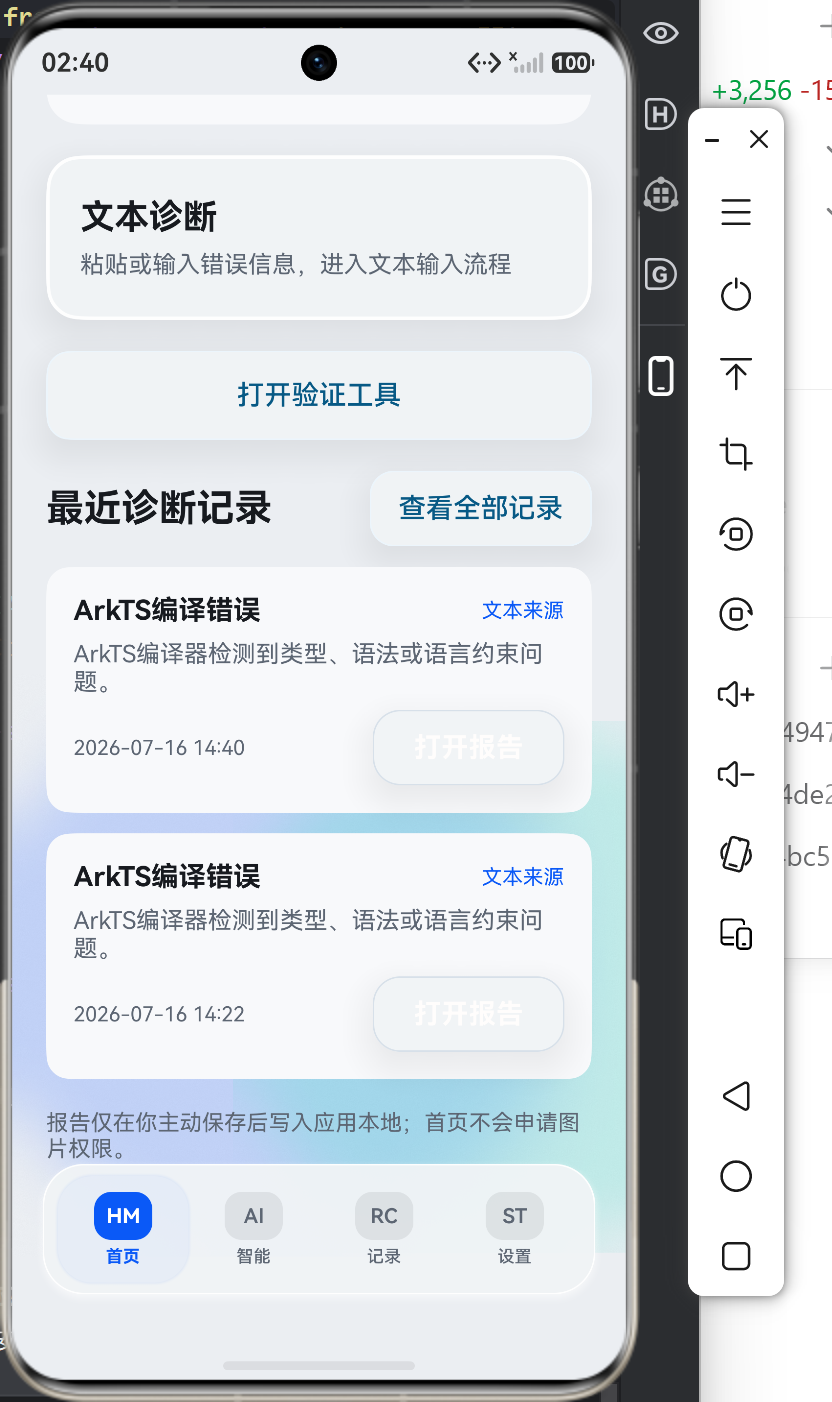 fr
02:40
100
+3,256 -15
文本诊断
粘贴或输入错误信息，进入文本输入流程
打开验证工具
最近诊断记录
查看全部记录
ArkTS编译错误
文本来源
ArkTS编译器检测到类型、语法或语言约束问
题。
2026-07-16 14:40
打开报告
ArkTS编译错误
文本来源
ArkTS编译器检测到类型、语法或语言约束问
题。
2026-07-16 14:22
打开报告
报告仅在你主动保存后写入应用本地；首页不会申请图
片权限。
HM
首页
AI
智能
RC
记录
ST
设置
H
G
4947
4de2
bc5